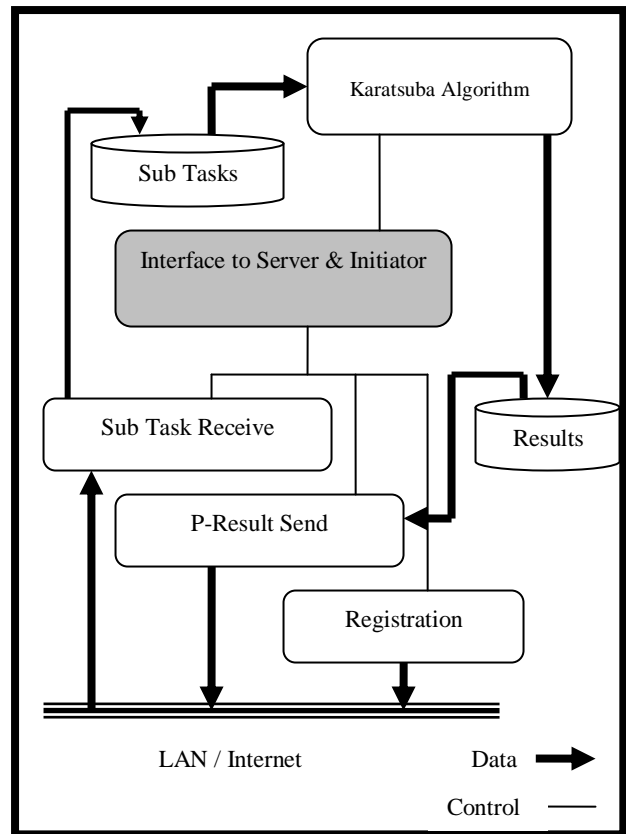 Karatsuba Algorithm
Sub Tasks
Interface to Server & Initiator
Sub Task Receive
Results
P-Result Send
Registration
LAN / Internet
Data
Control